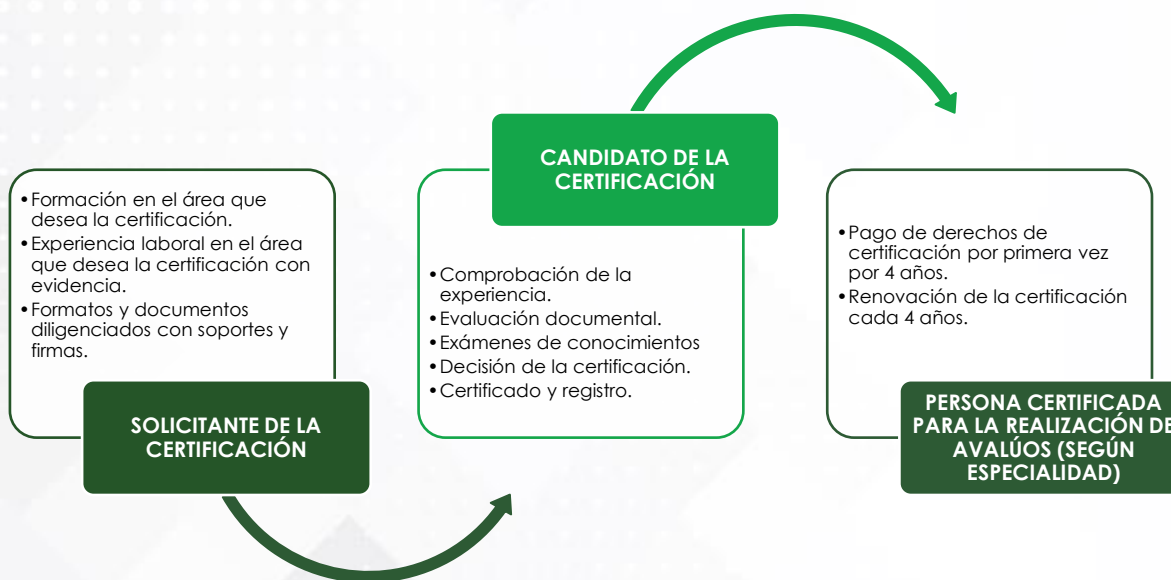 •Formación en el área que
desea la certificación.
•Experiencia laboral en el área
que desea la certificación con
evidencia.
•Formatos y documentos
diligenciados con soportes y
firmas.
SOLICITANTE DE LA
CERTIFICACIÓN
CANDIDATO DE LA
CERTIFICACIÓN
•Comprobación de la
experiencia.
•Evaluación documental.
•Exámenes de conocimientos
•Decisión de la certificación.
•Certificado y registro.
•Pago de derechos de
certificación por primera vez
por 4 años.
•Renovación de la certificación
cada 4 años.
PERSONA CERTIFICADA
PARA LA REALIZACIÓN DE
AVALÚOS (SEGÚN
ESPECIALIDAD)